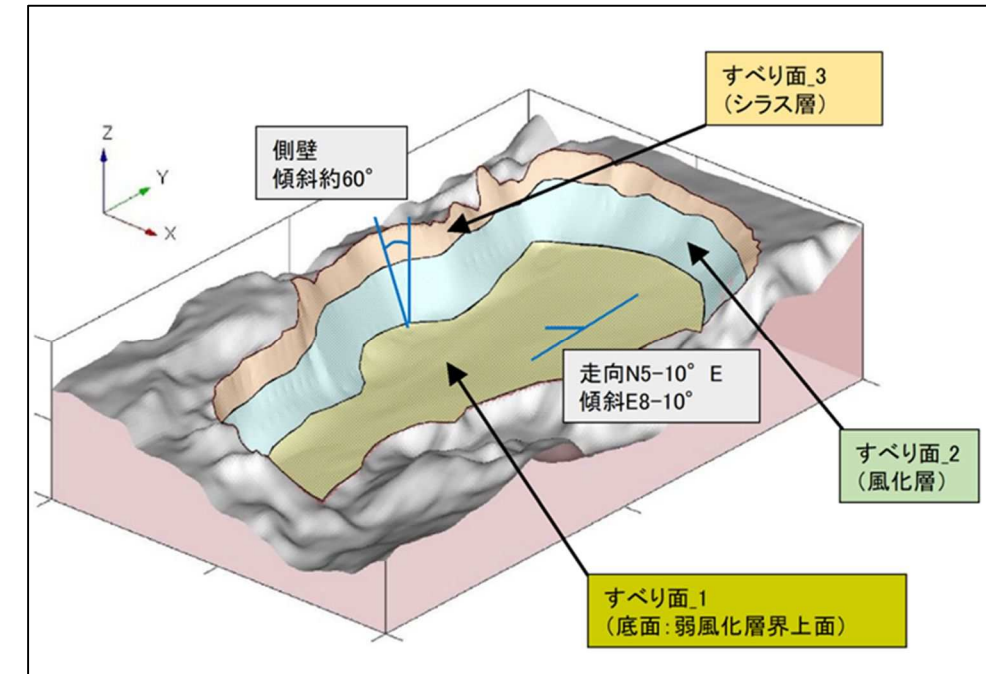 すべり面_3
（シラス層）
側壁
傾斜約60°
Z
Y
X
走向N5-10° E
傾斜E8-10°
すべり面_2
（風化層）
すべり面_1
（底面：弱風化層界上面）